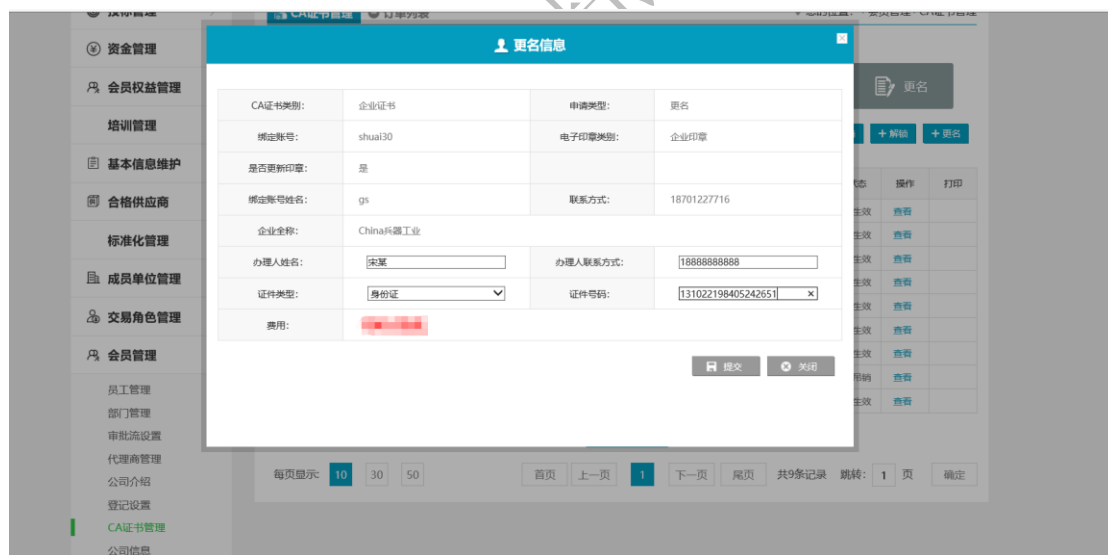 CA证书管理 订单列表
更名信息
资金管理
会员权益管理
更名
CA证书类别: 企业证书 申请类型: 更名
培训管理
绑定账号: shuai30 电子印章类别: 企业印章
+解锁 +更名
基本信息维护
是否更新印章: 是
操作 打印
合格供应商
绑定账号姓名: gs 联系方式: 18701227716
生效 查看
企业全称: China兵器工业
生效 查看
标准化管理
办理人姓名: 宋某 办理人联系方式: 18888888888
生效 查看
成员单位管理
生效 查看
证件类型: 身份证 证件号码: 131022198405242651
生效 查看
交易角色管理
费用:
生效 查看
会员管理
生效 查看
提交 关闭
吊销 查看
员工管理
生效 查看
部门管理
审批流设置
代理商管理
每页显示: 10 30 50 首页 上一页 1 下一页 尾页 共9条记录 跳转: 1 页 确定
公司介绍
登记设置
CA证书管理
公司信息